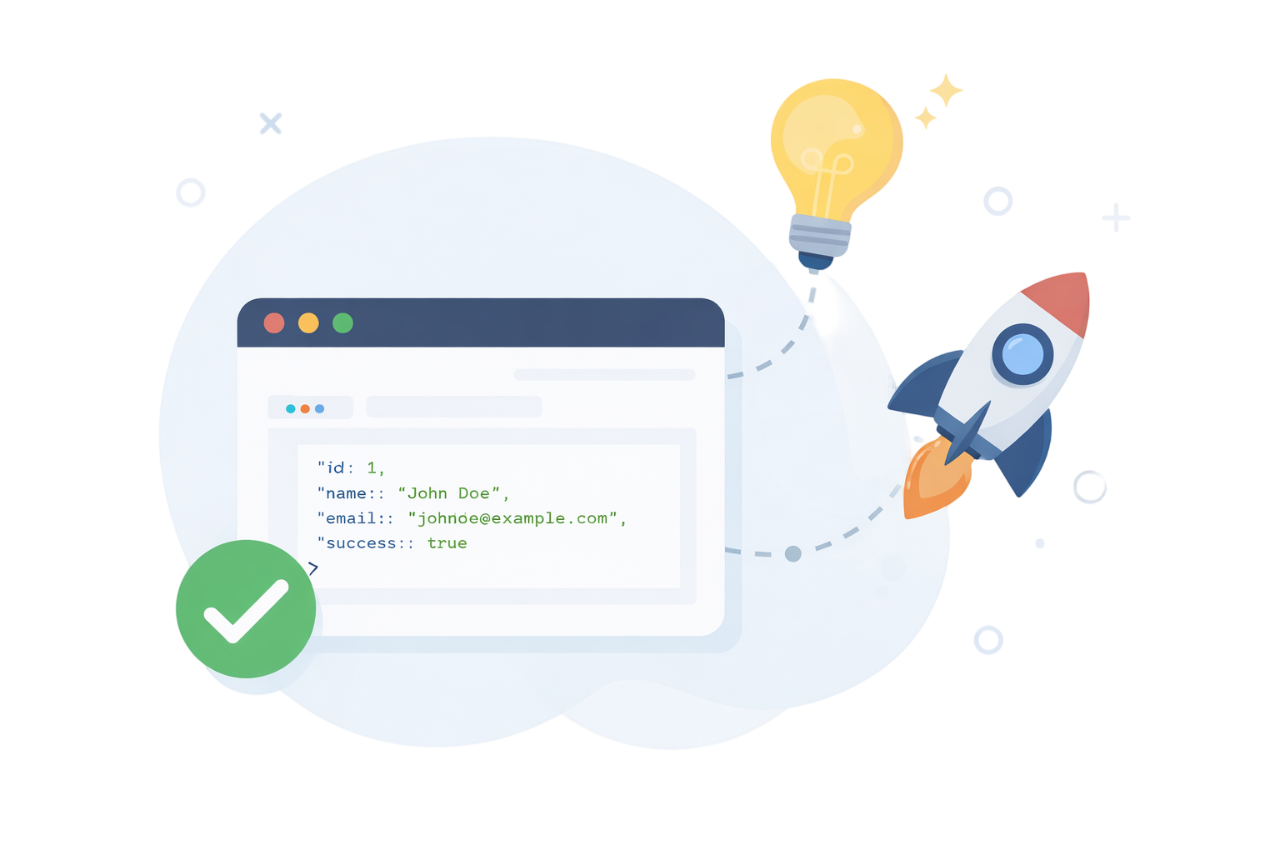 "id: 1,
"name:: “John Doe”,
"email:: "johnoe@example.com”,
"success:: true
>